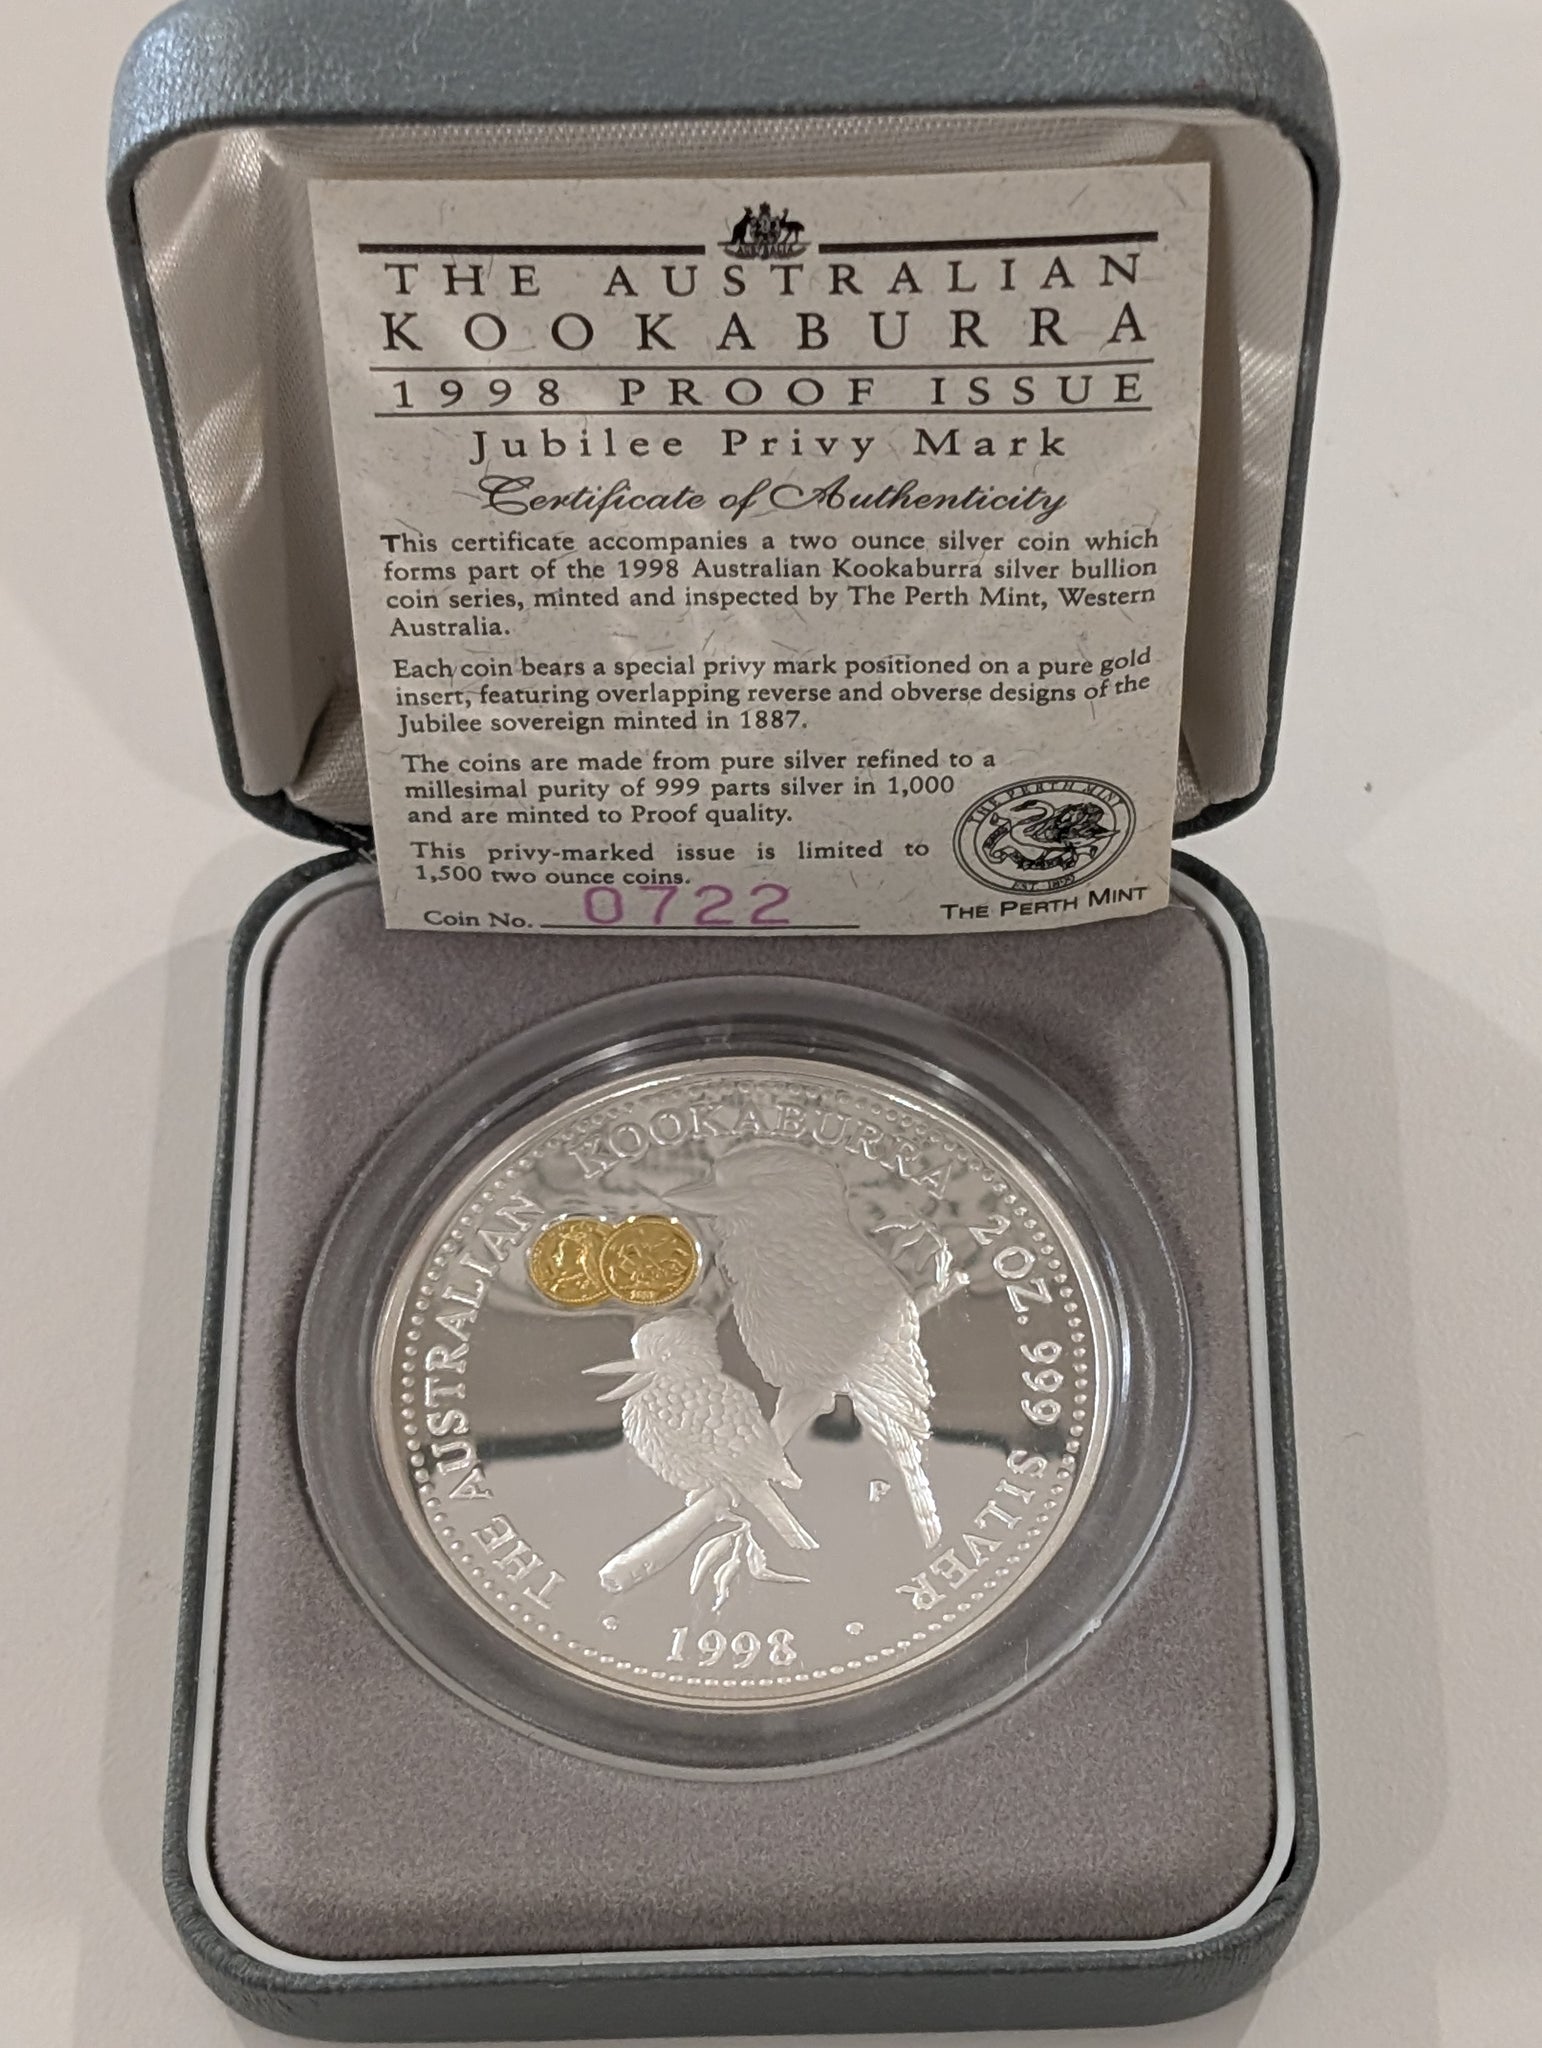 AUSTRALIA
THE AUSTRALIAN
KOOKABURRA
1998 PROOF ISSUE
Jubilee Privy Mark
Certificate of Authenticity
This certificate accompanies a two ounce silver coin which
forms part of the 1998 Australian Kookaburra silver bullion
coin series, minted and inspected by The Perth Mint, Western
Australia.
Each coin bears a special privy mark positioned on a pure gold
insert, featuring overlapping reverse and obverse designs of the
Jubilee sovereign minted in 1887.
The coins are made from pure silver refined to a
millesimal purity of 999 parts silver in 1,000
and are minted to Proof quality.
This privy-marked issue is limited to
1,500 two ounce coins.
Coin No. 0722
THE PERTH MINT
EST. 1899
THE PERTH MINT
THE AUSTRALIAN KOOKABURRA 2 OZ. 999 SILVER
P
1998